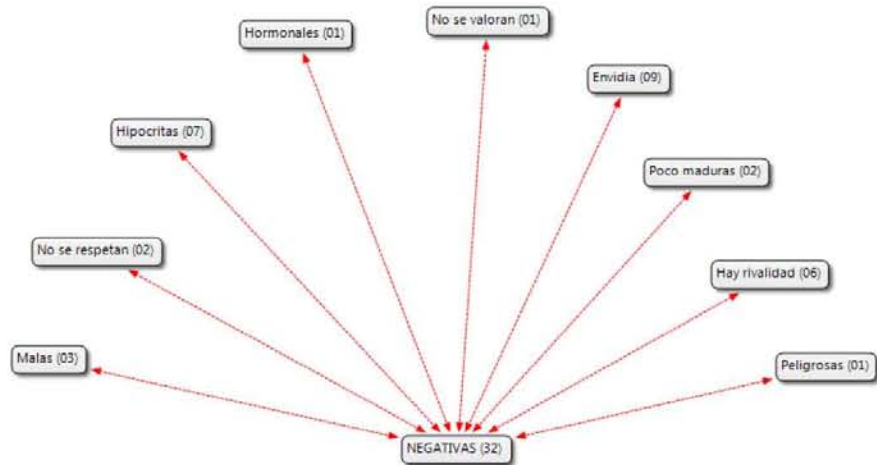 No se valoran (01)
Hormonales (01)
Envidia (09)
Hipocritas (07)
Poco maduras (02)
No se respetan (02)
Hay rivalidad (06)
Malas (03)
Peligrosas (01)
NEGATIVAS (32)